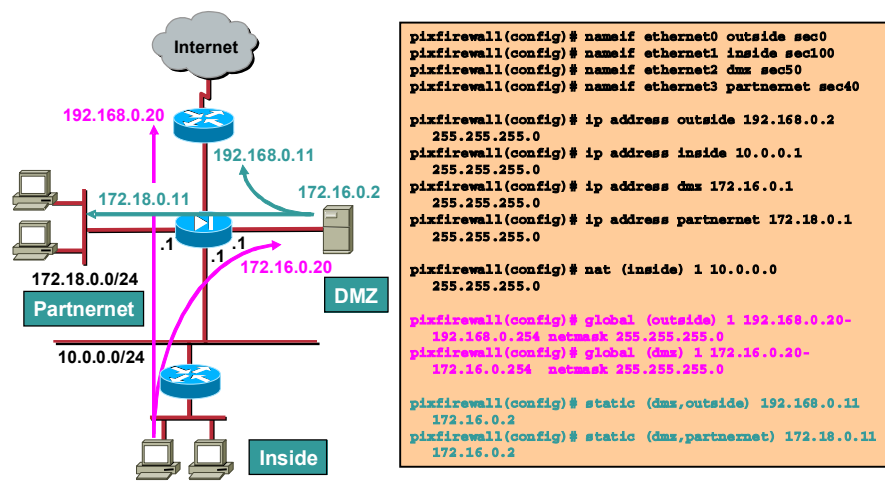 Internet
192.168.0.20
192.168.0.11
172.18.0.11
172.16.0.2
.1
.1
.1
172.16.0.20
172.18.0.0/24
Partnernet
DMZ
10.0.0.0/24
Inside
pixfirewall(config)# nameif ethernet0 outside sec0
pixfirewall(config)# nameif ethernet1 inside sec100
pixfirewall(config)# nameif ethernet2 dmz sec50
pixfirewall(config)# nameif ethernet3 partnernet sec40
pixfirewall(config)# ip address outside 192.168.0.2
255.255.255.0
pixfirewall(config)# ip address inside 10.0.0.1
255.255.255.0
pixfirewall(config)# ip address dmz 172.16.0.1
255.255.255.0
pixfirewall(config)# ip address partnernet 172.18.0.1
255.255.255.0
pixfirewall(config)# nat (inside) 1 10.0.0.0
255.255.255.0
pixfirewall(config)# global (outside) 1 192.168.0.20-
192.168.0.254 netmask 255.255.255.0
pixfirewall(config)# global (dmz) 1 172.16.0.20-
172.16.0.254 netmask 255.255.255.0
pixfirewall(config)# static (dmz,outside) 192.168.0.11
172.16.0.2
pixfirewall(config)# static (dmz,partnernet) 172.18.0.11
172.16.0.2